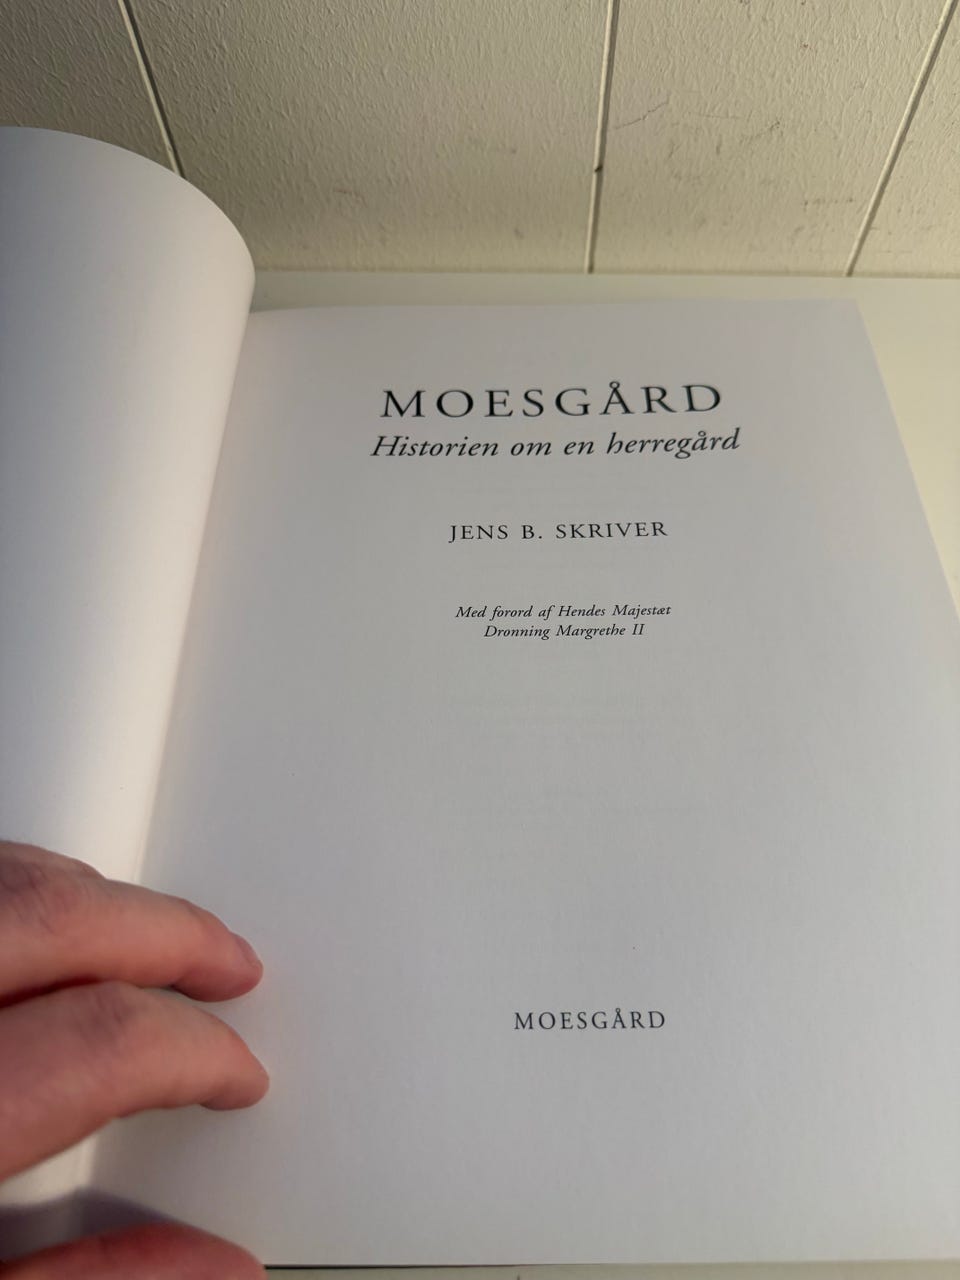 MOESGÅRD
Historien om en herregård
JENS B. SKRIVER
Med forord af Hendes Majestæt
Dronning Margrethe II
MOESGÅRD